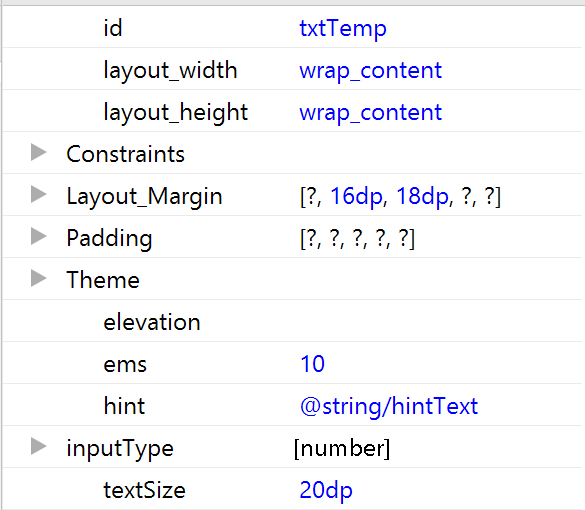 id txtTemp
layout_width wrap_content
layout_height wrap_content
Constraints
Layout_Margin [?, 16dp, 18dp, ?, ?]
Padding [?, ?, ?, ?, ?]
Theme
elevation
ems 10
hint @string/hintText
inputType [number]
textSize 20dp